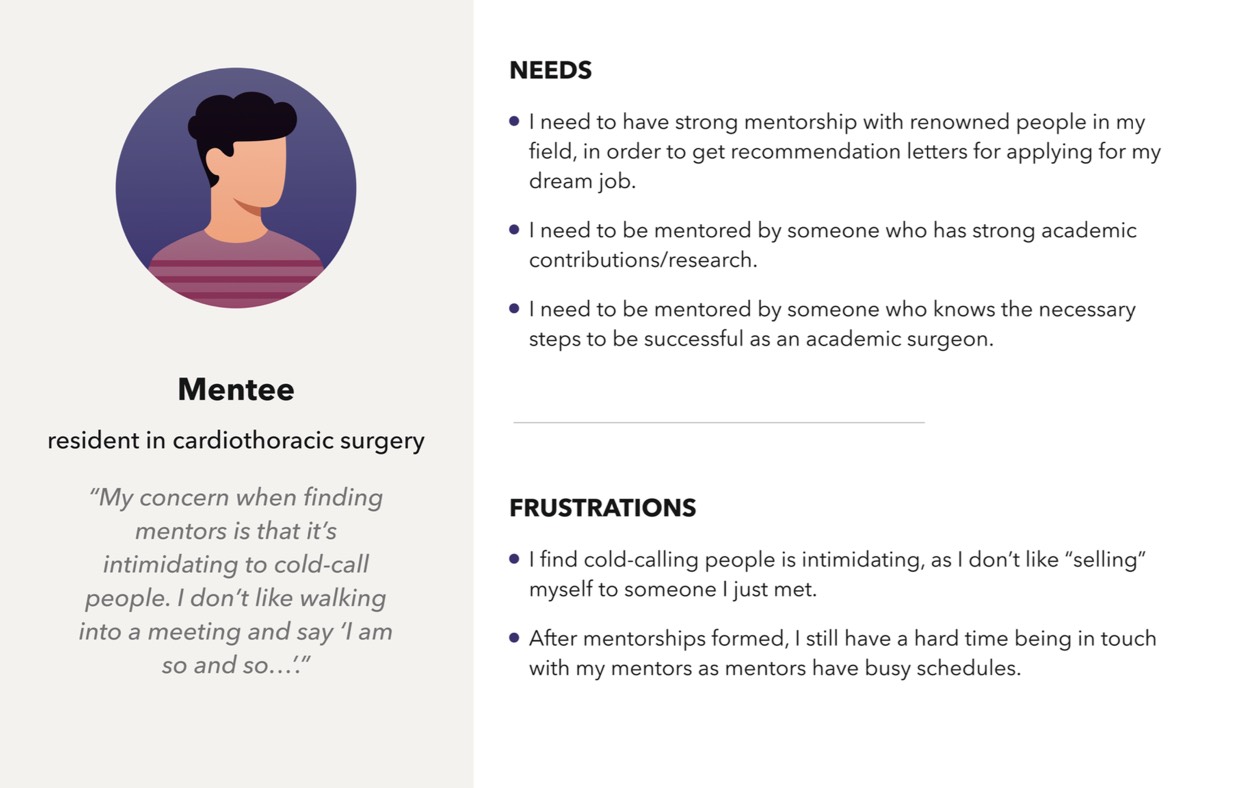 Mentee
resident in cardiothoracic surgery
“My concern when finding
mentors is that it’s
intimidating to cold-call
people. I don’t like walking
into a meeting and say ‘I am
so and so…’.”
NEEDS
• I need to have strong mentorship with renowned people in my
field, in order to get recommendation letters for applying for my
dream job.
• I need to be mentored by someone who has strong academic
contributions/research.
• I need to be mentored by someone who knows the necessary
steps to be successful as an academic surgeon.
FRUSTRATIONS
• I find cold-calling people is intimidating, as I don’t like “selling”
myself to someone I just met.
• After mentorships formed, I still have a hard time being in touch
with my mentors as mentors have busy schedules.